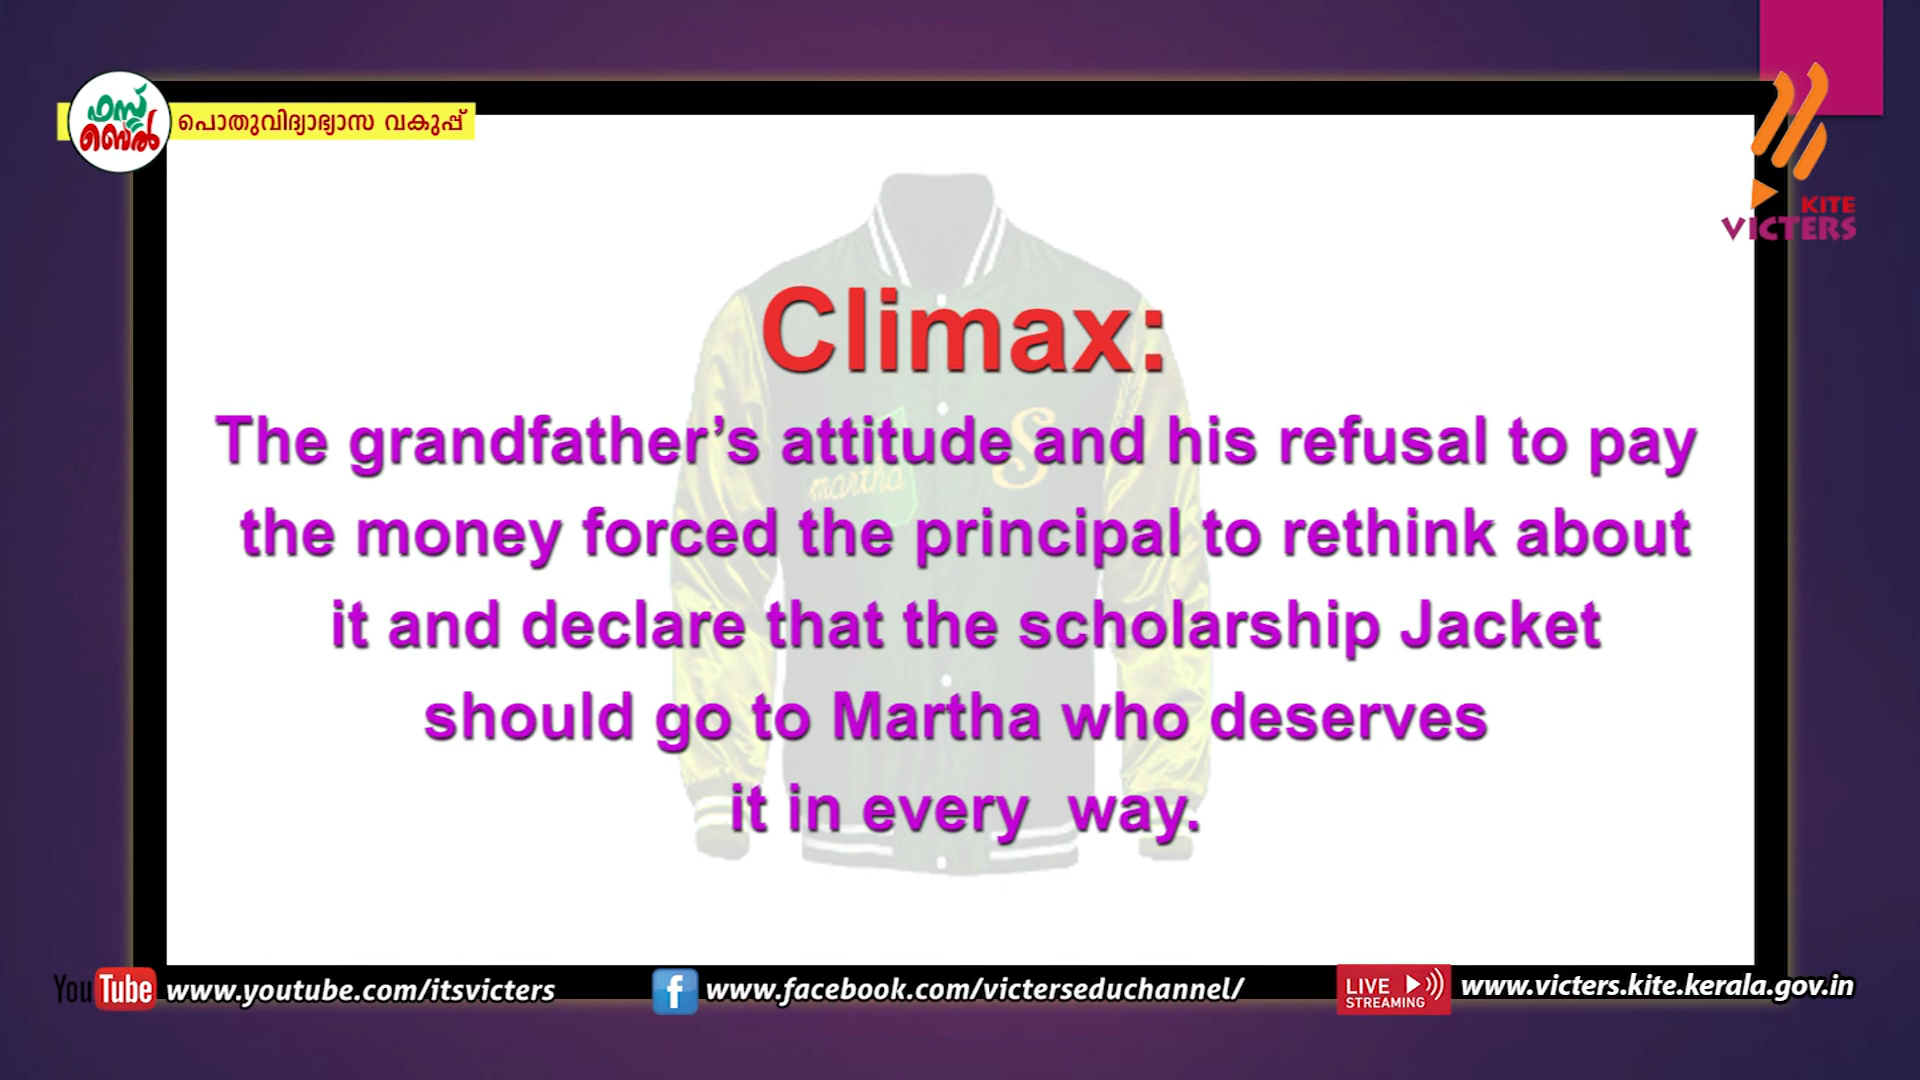 ഫസ്റ്റ്
ബെൽ
പൊതുവിദ്യാഭ്യാസ വകുപ്പ്
KITE
VICTERS
Climax:
The grandfather’s attitude and his refusal to pay
the money forced the principal to rethink about
it and declare that the scholarship Jacket
should go to Martha who deserves
it in every way.
martha
S
YouTube www.youtube.com/itsvicters
f www.facebook.com/victerseduchannel/
LIVE
STREAMING
www.victers.kite.kerala.gov.in